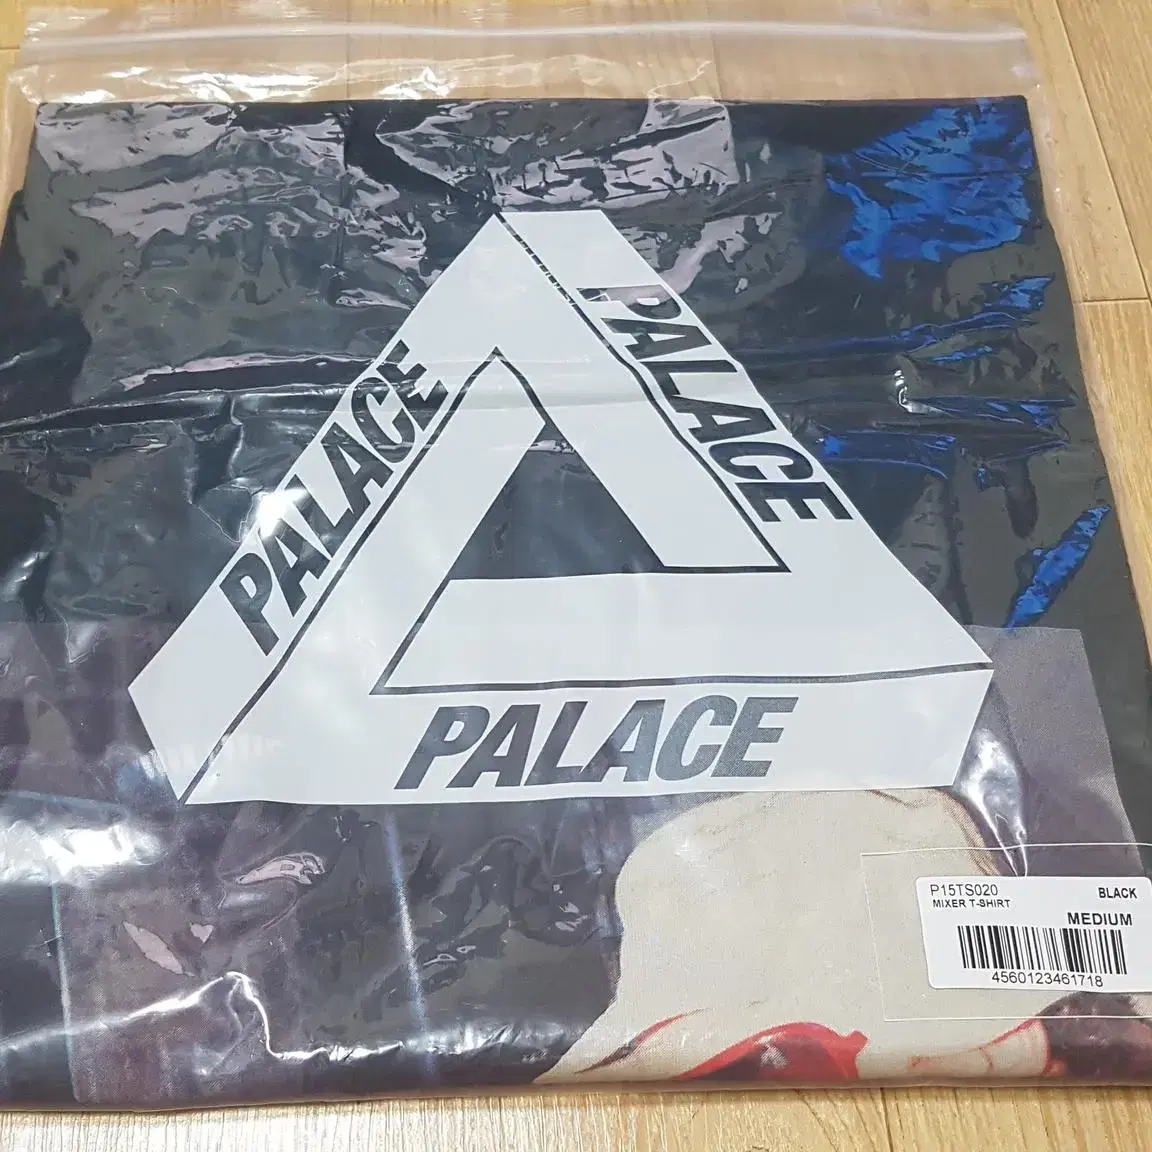 PALACE
PALACE
PALACE
P15TS020 BLACK
MIXER T-SHIRT
MEDIUM
4560123461718